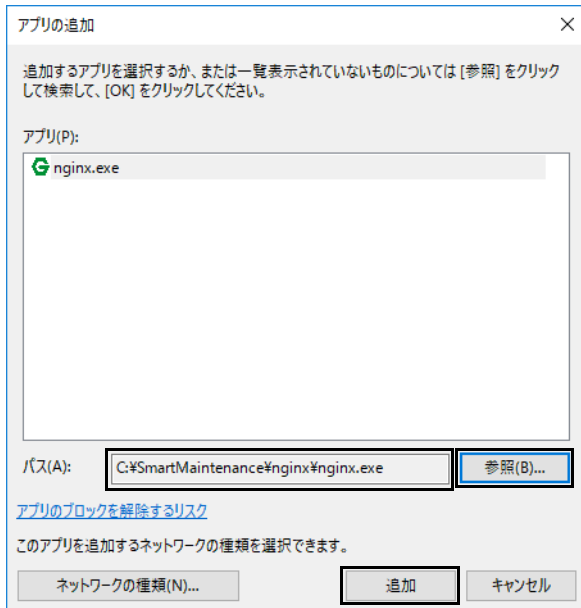 アプリの追加
追加するアプリを選択するか、または一覧表示されていないものについては [参照] をクリック
して検索して、[OK] をクリックしてください。
アプリ(P):
nginx.exe
パス(A):
C:¥SmartMaintenance¥nginx¥nginx.exe
参照(B)...
アプリのブロックを解除するリスク
このアプリを追加するネットワークの種類を選択できます。
ネットワークの種類(N)...
追加
キャンセル